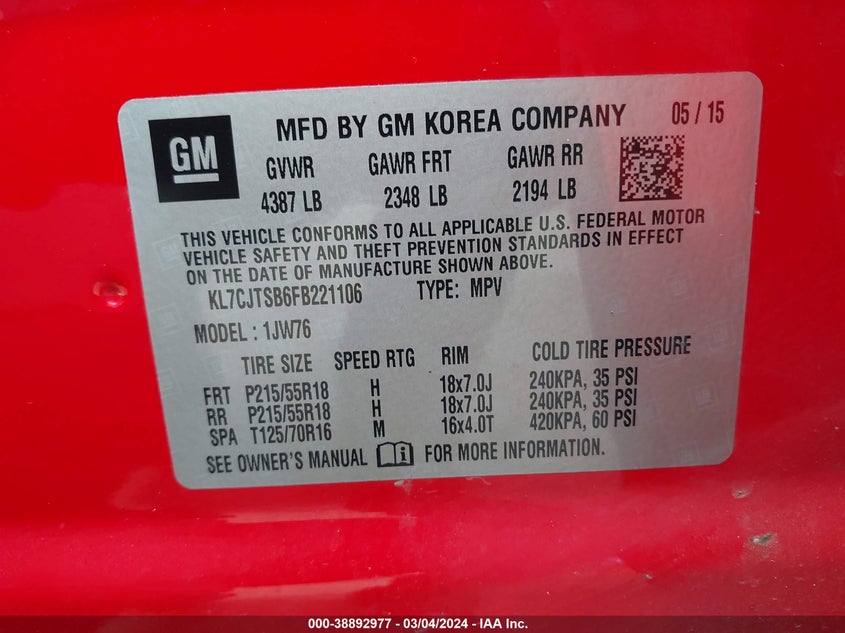 GM
MFD BY GM KOREA COMPANY 05 / 15
GVWR GAWR FRT GAWR RR
4387 LB 2348 LB 2194 LB
THIS VEHICLE CONFORMS TO ALL APPLICABLE U.S. FEDERAL MOTOR
VEHICLE SAFETY AND THEFT PREVENTION STANDARDS IN EFFECT
ON THE DATE OF MANUFACTURE SHOWN ABOVE.
KL7CJTSB6FB221106 TYPE: MPV
MODEL : 1JW76
TIRE SIZE SPEED RTG RIM COLD TIRE PRESSURE
FRT P215/55R18 H 18x7.0J 240KPA, 35 PSI
RR P215/55R18 H 18x7.0J 240KPA, 35 PSI
SPA T125/70R16 M 16x4.0T 420KPA, 60 PSI
SEE OWNER'S MANUAL i FOR MORE INFORMATION.
000-38892977 - 03/04/2024 - IAA Inc.